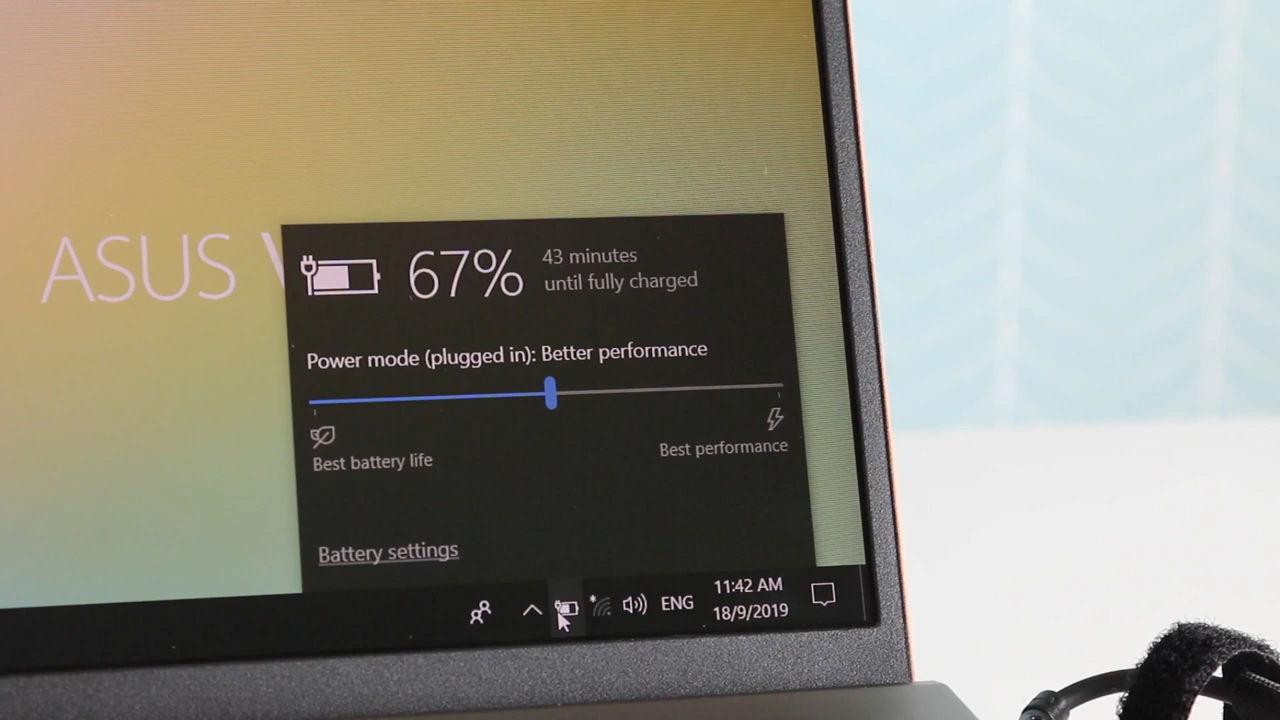 ASUS V
67%
43 minutes
until fully charged
Power mode (plugged in): Better performance
Best battery life
Best performance
Battery settings
ENG
11:42 AM
18/9/2019